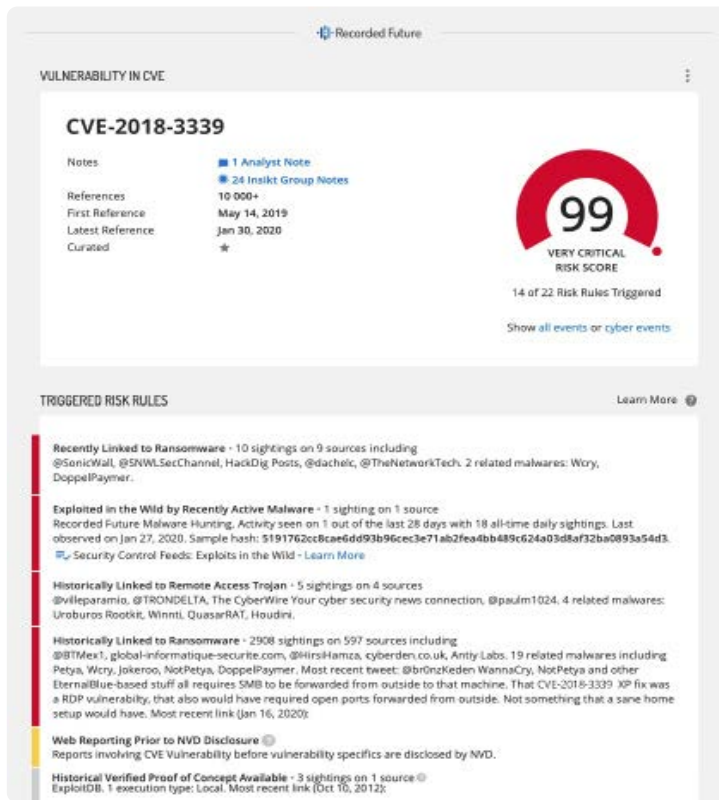 Recorded Future
VULNERABILITY IN CVE
CVE-2018-3339
Notes 1 Analyst Note
24 Insikt Group Notes
References 10 000+
First Reference May 14, 2019
Latest Reference Jan 30, 2020
Curated
99
VERY CRITICAL
RISK SCORE
14 of 22 Risk Rules Triggered
Show all events or cyber events
TRIGGERED RISK RULES Learn More
Recently Linked to Ransomware - 10 sightings on 9 sources including
@SonicWall, @SNWLSecChannel, HackDig Posts, @dachelc, @TheNetworkTech. 2 related malwares: Wcry,
DoppelPaymer.
Exploited in the Wild by Recently Active Malware - 1 sighting on 1 source
Recorded Future Malware Hunting. Activity seen on 1 out of the last 28 days with 18 all-time daily sightings. Last
observed on Jan 27, 2020. Sample hash: 5191762cc8cae6dd93b96cec3e71ab2fea4bb489c624a03d8af32ba0893a54d3.
Security Control Feeds: Exploits in the Wild - Learn More
Historically Linked to Remote Access Trojan - 5 sightings on 4 sources
@villeparamio, @TRONDELTA, The CyberWire Your cyber security news connection, @paulm1024. 4 related malwares:
Uroburos Rootkit, Winnti, QuasarRAT, Houdini.
Historically Linked to Ransomware - 2908 sightings on 597 sources including
@BTMex1, global-informatique-securite.com, @HirsiHamza, cyberden.co.uk, Antiy Labs. 19 related malwares including
Petya, Wcry, Jokeroo, NotPetya, DoppelPaymer. Most recent tweet: @br0nzKeden WannaCry, NotPetya and other
EternalBlue-based stuff all requires SMB to be forwarded from outside to that machine. That CVE-2018-3339 XP fix was
a RDP vulnerabilty, that also would have required open ports forwarded from outside. Not something that a sane home
setup would have. Most recent link (Jan 16, 2020):
Web Reporting Prior to NVD Disclosure
Reports involving CVE Vulnerability before vulnerability specifics are disclosed by NVD.
Historical Verified Proof of Concept Available - 3 sightings on 1 source
ExploitDB. 1 execution type: Local. Most recent link (Oct 10, 2012):